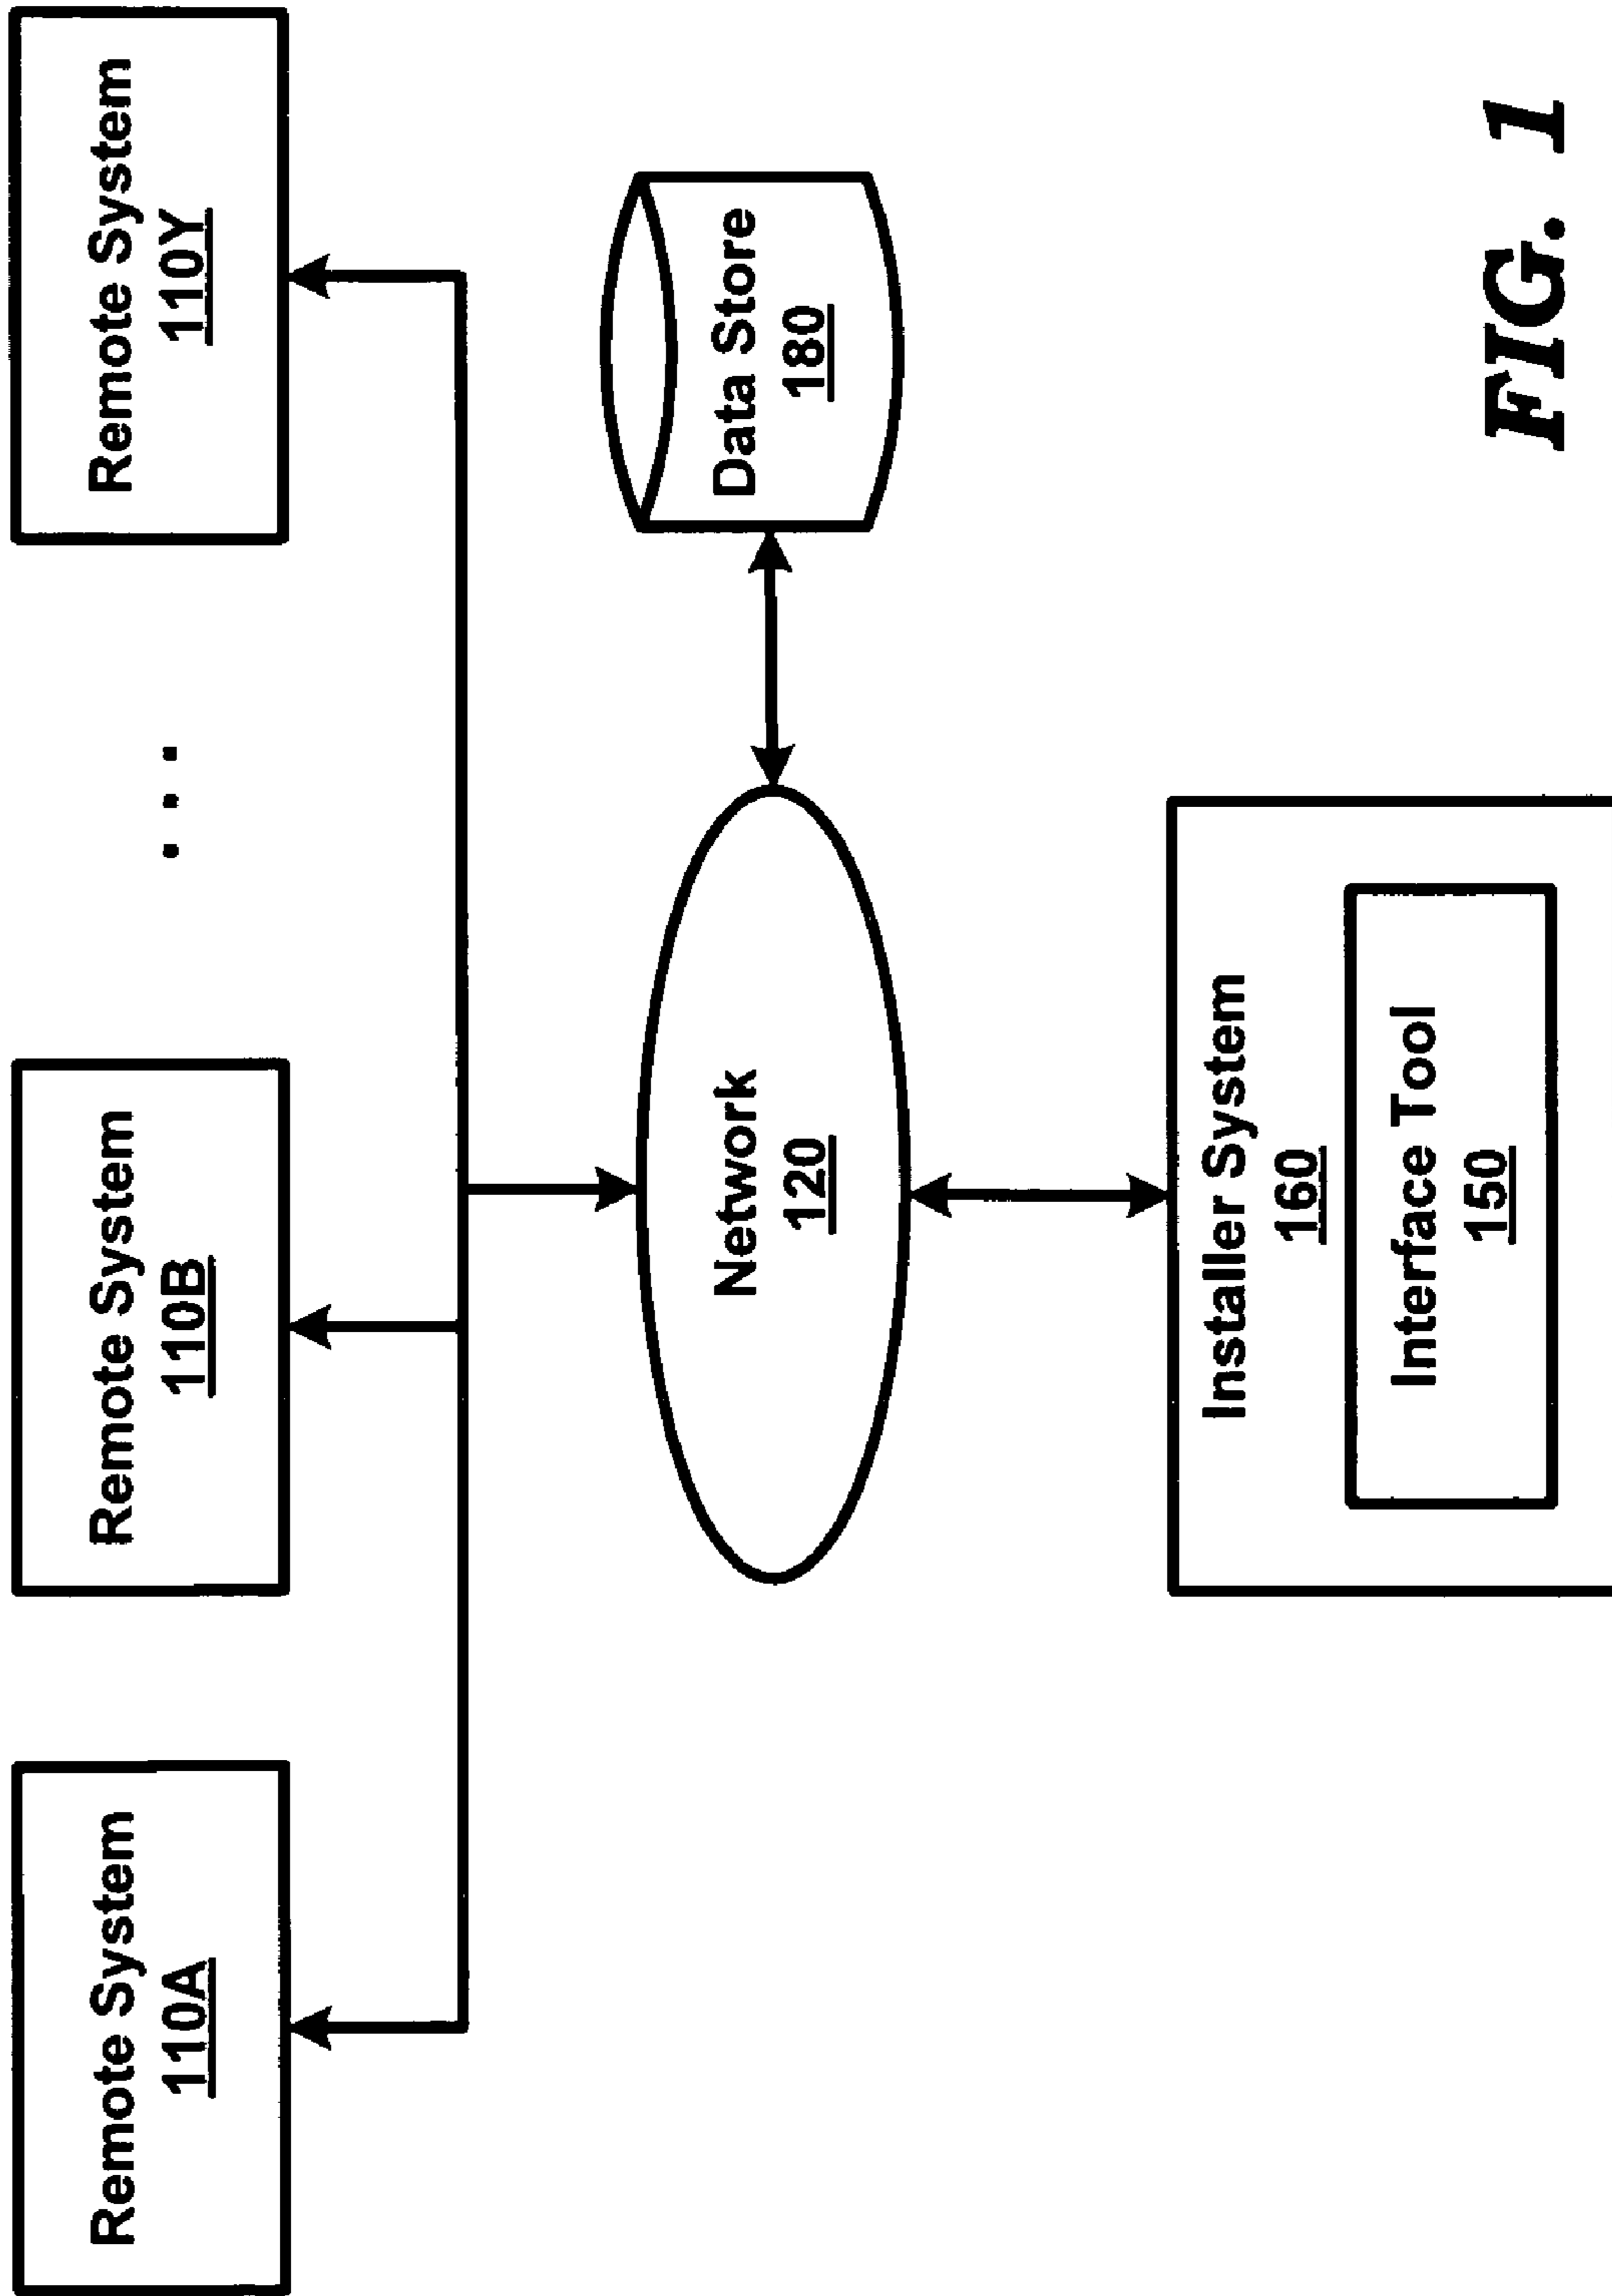 Remote System
110A
Remote System
110B
. . .
Remote System
110Y
Network
120
Data Store
180
Installer System
160
Interface Tool
150
FIG. 1